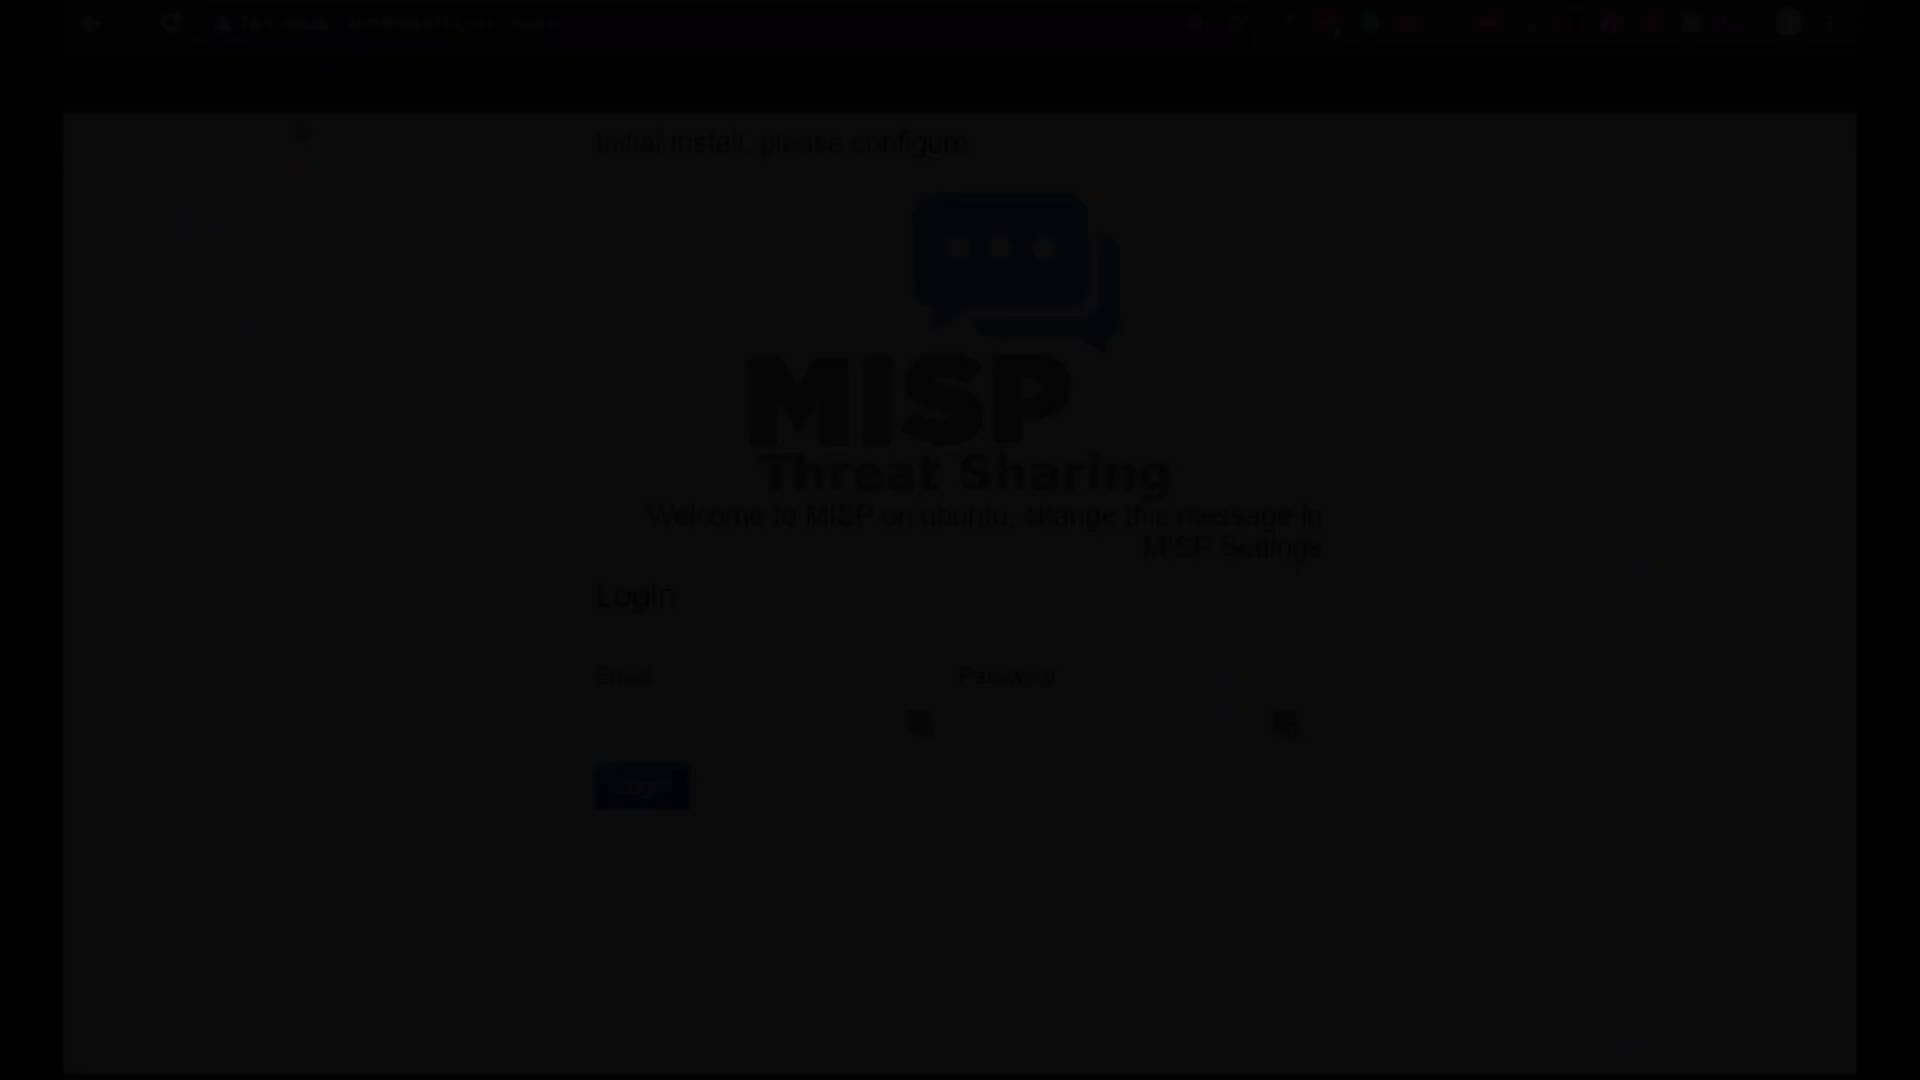 Initial install, please configure
MISP
Threat Sharing
Welcome to MISP on ubuntu, change this message in
MISP Settings
Login
Email Password
Login